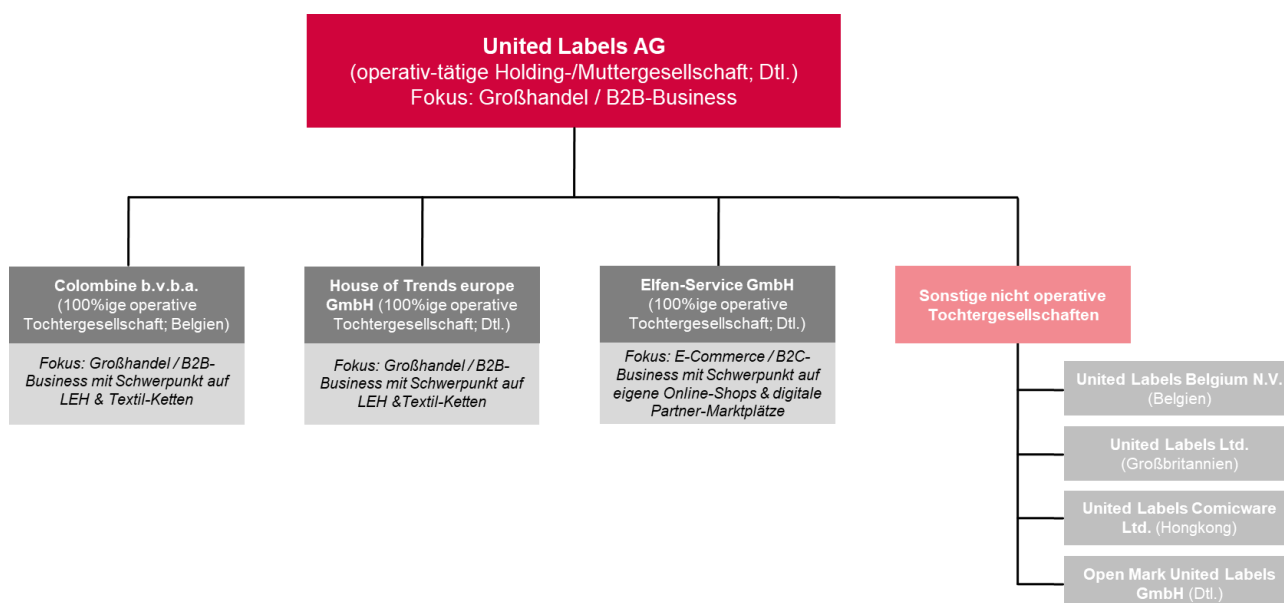 United Labels AG
(operativ-tätige Holding-/Muttergesellschaft; Dtl.)
Fokus: Großhandel / B2B-Business
Colombine b.v.b.a.
(100%ige operative
Tochtergesellschaft; Belgien)
Fokus: Großhandel / B2B-
Business mit Schwerpunkt auf
LEH & Textil-Ketten
House of Trends europe
GmbH (100%ige operative
Tochtergesellschaft; Dtl.)
Fokus: Großhandel / B2B-
Business mit Schwerpunkt auf
LEH &Textil-Ketten
Elfen-Service GmbH
(100%ige operative
Tochtergesellschaft; Dtl.)
Fokus: E-Commerce / B2C-
Business mit Schwerpunkt auf
eigene Online-Shops & digitale
Partner-Marktplätze
Sonstige nicht operative
Tochtergesellschaften
United Labels Belgium N.V.
(Belgien)
United Labels Ltd.
(Großbritannien)
United Labels Comicware
Ltd. (Hongkong)
Open Mark United Labels
GmbH (Dtl.)